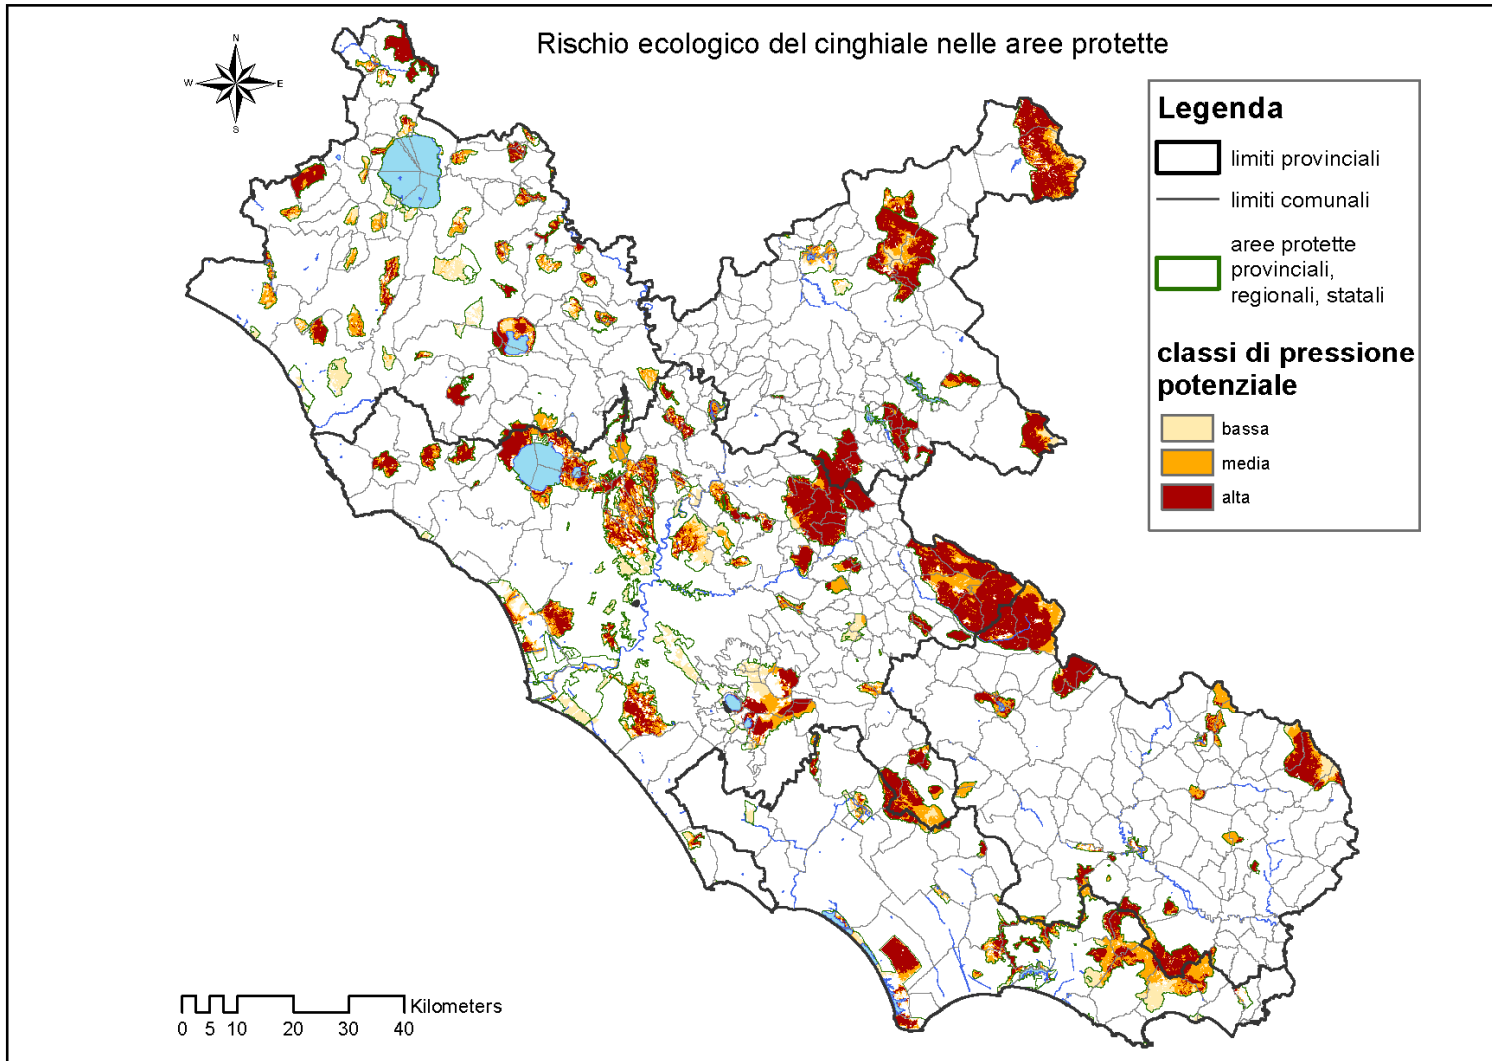 Rischio ecologico del cinghiale nelle aree protette
N
W
E
S
Legenda
limiti provinciali
limiti comunali
aree protette
provinciali,
regionali, statali
classi di pressione
potenziale
bassa
media
alta
Kilometers
0 5 10 20 30 40